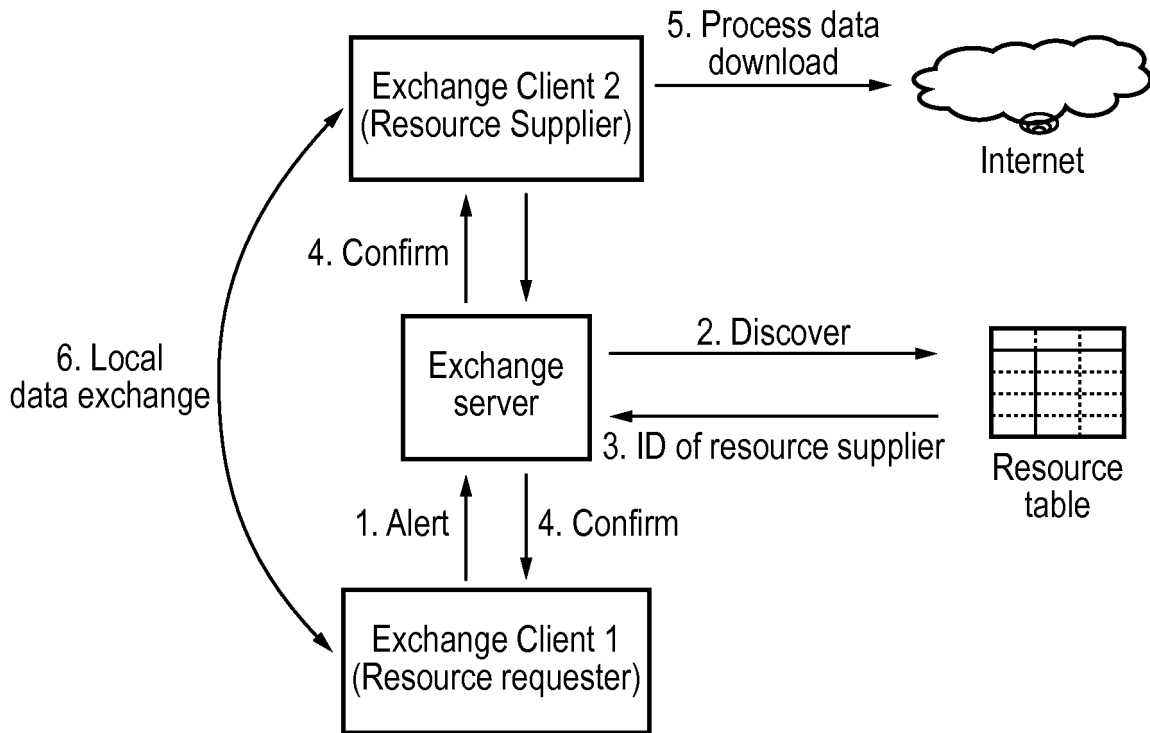 5. Process data
download
Exchange Client 2
(Resource Supplier)
Internet
4. Confirm
2. Discover
6. Local
data exchange
Exchange
server
3. ID of resource supplier
Resource
table
1. Alert
4. Confirm
Exchange Client 1
(Resource requester)